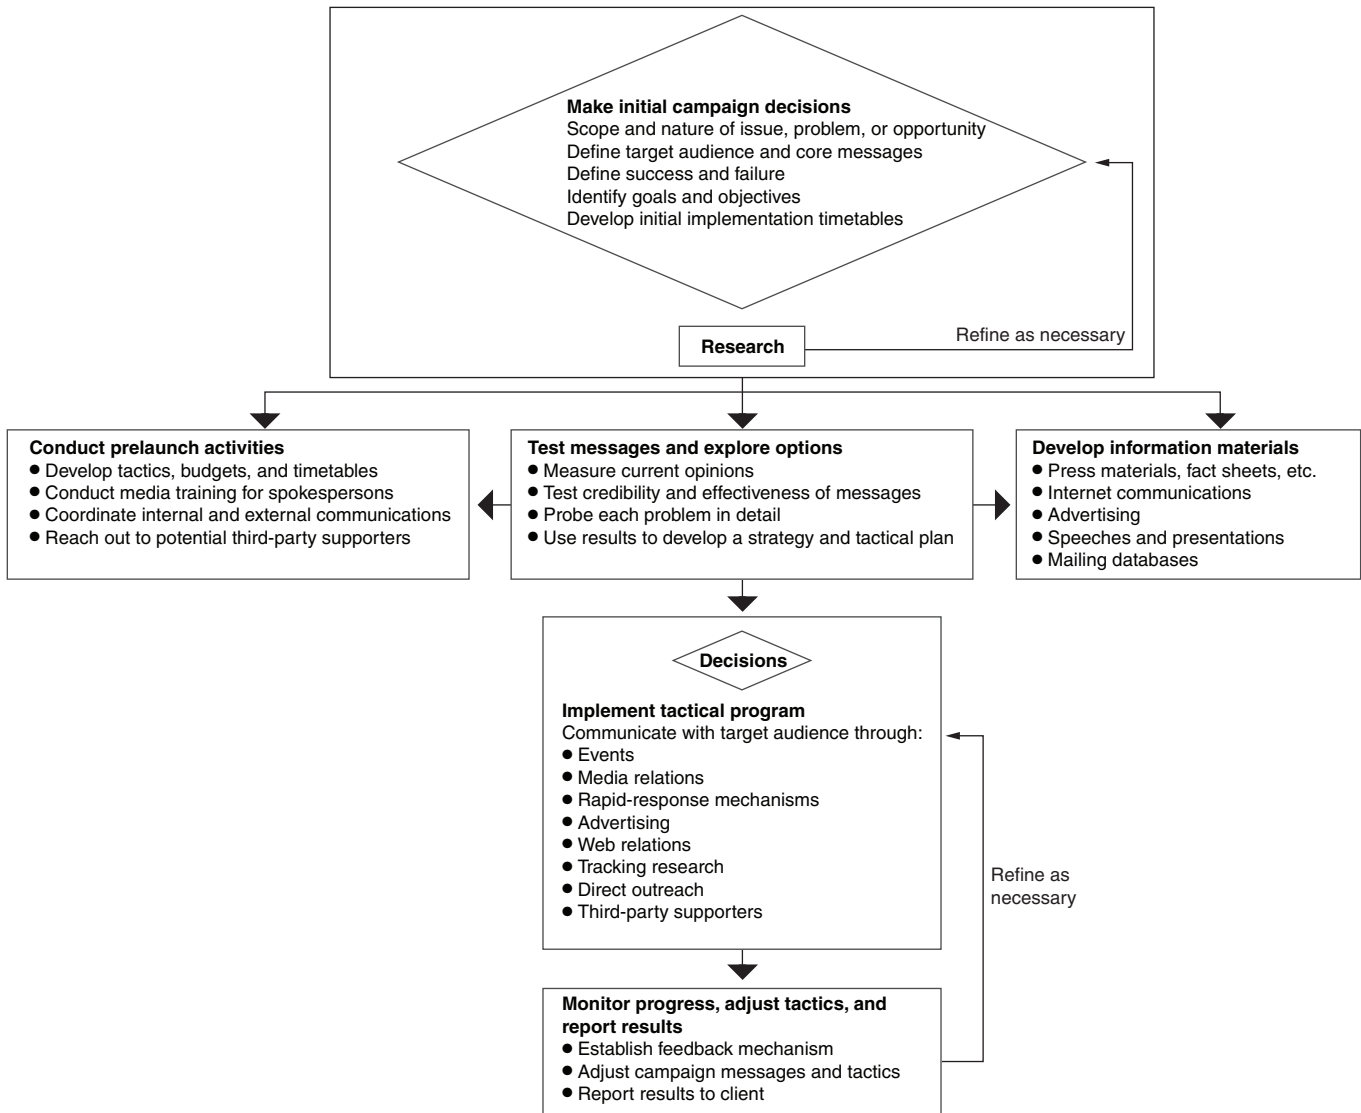 Make initial campaign decisions
Scope and nature of issue, problem, or opportunity
Define target audience and core messages
Define success and failure
Identify goals and objectives
Develop initial implementation timetables
Refine as necessary
Research
Conduct prelaunch activities
● Develop tactics, budgets, and timetables
● Conduct media training for spokespersons
● Coordinate internal and external communications
● Reach out to potential third-party supporters
Test messages and explore options
● Measure current opinions
● Test credibility and effectiveness of messages
● Probe each problem in detail
● Use results to develop a strategy and tactical plan
Develop information materials
● Press materials, fact sheets, etc.
● Internet communications
● Advertising
● Speeches and presentations
● Mailing databases
Decisions
Implement tactical program
Communicate with target audience through:
● Events
● Media relations
● Rapid-response mechanisms
● Advertising
● Web relations
● Tracking research
● Direct outreach
● Third-party supporters
Refine as
necessary
Monitor progress, adjust tactics, and
report results
● Establish feedback mechanism
● Adjust campaign messages and tactics
● Report results to client